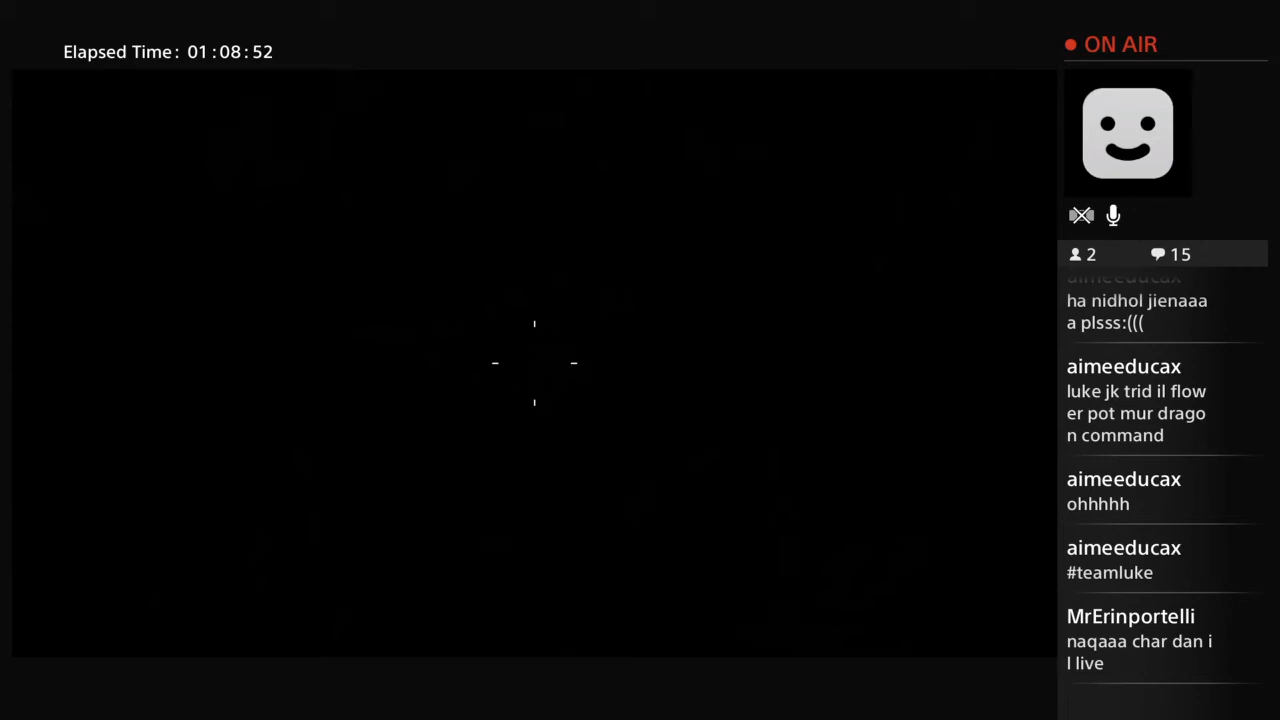 Elapsed Time: 01:08:52
ON AIR
2 15
aimeeducax
ha nidhol jienaaa
a plsss:(((
aimeeducax
luke jk trid il flow
er pot mur drago
n command
aimeeducax
ohhhhh
aimeeducax
#teamluke
MrErinportelli
naqaaa char dan i
l live